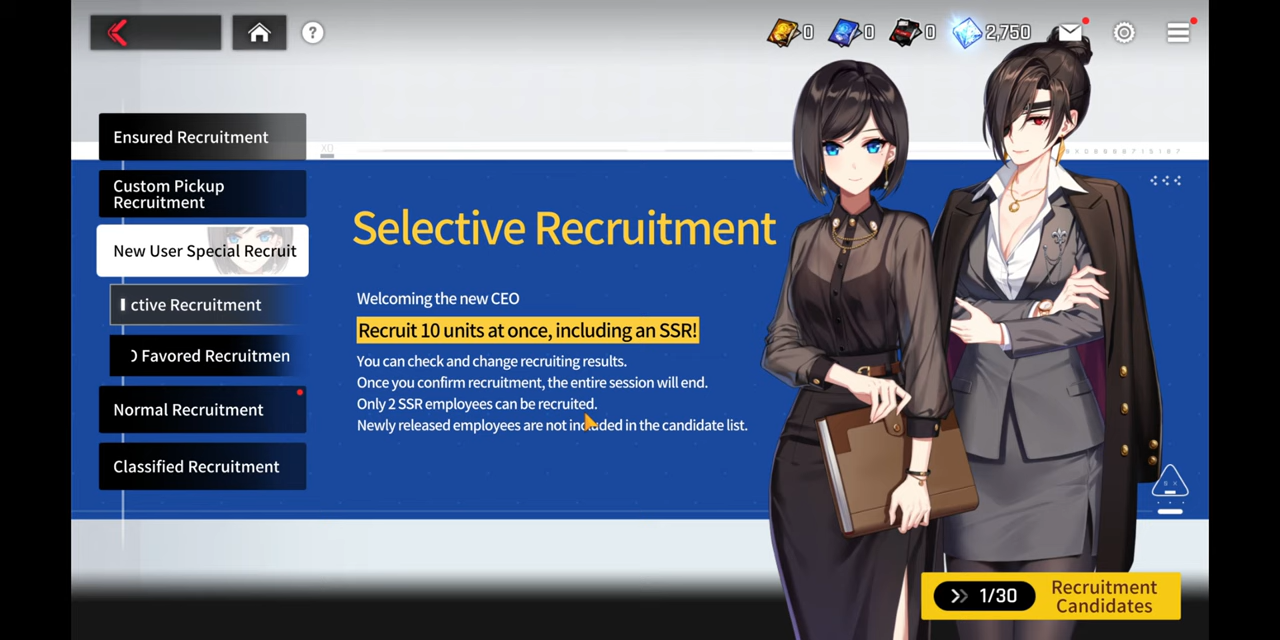 ?
0
0
0
2,750
Ensured Recruitment
Custom Pickup
Recruitment
New User Special Recruit
ctive Recruitment
Favored Recruitmen
Normal Recruitment
Classified Recruitment
XO
Selective Recruitment
Welcoming the new CEO
Recruit 10 units at once, including an SSR!
You can check and change recruiting results.
Once you confirm recruitment, the entire session will end.
Only 2 SSR employees can be recruited.
Newly released employees are not included in the candidate list.
1/30
Recruitment
Candidates